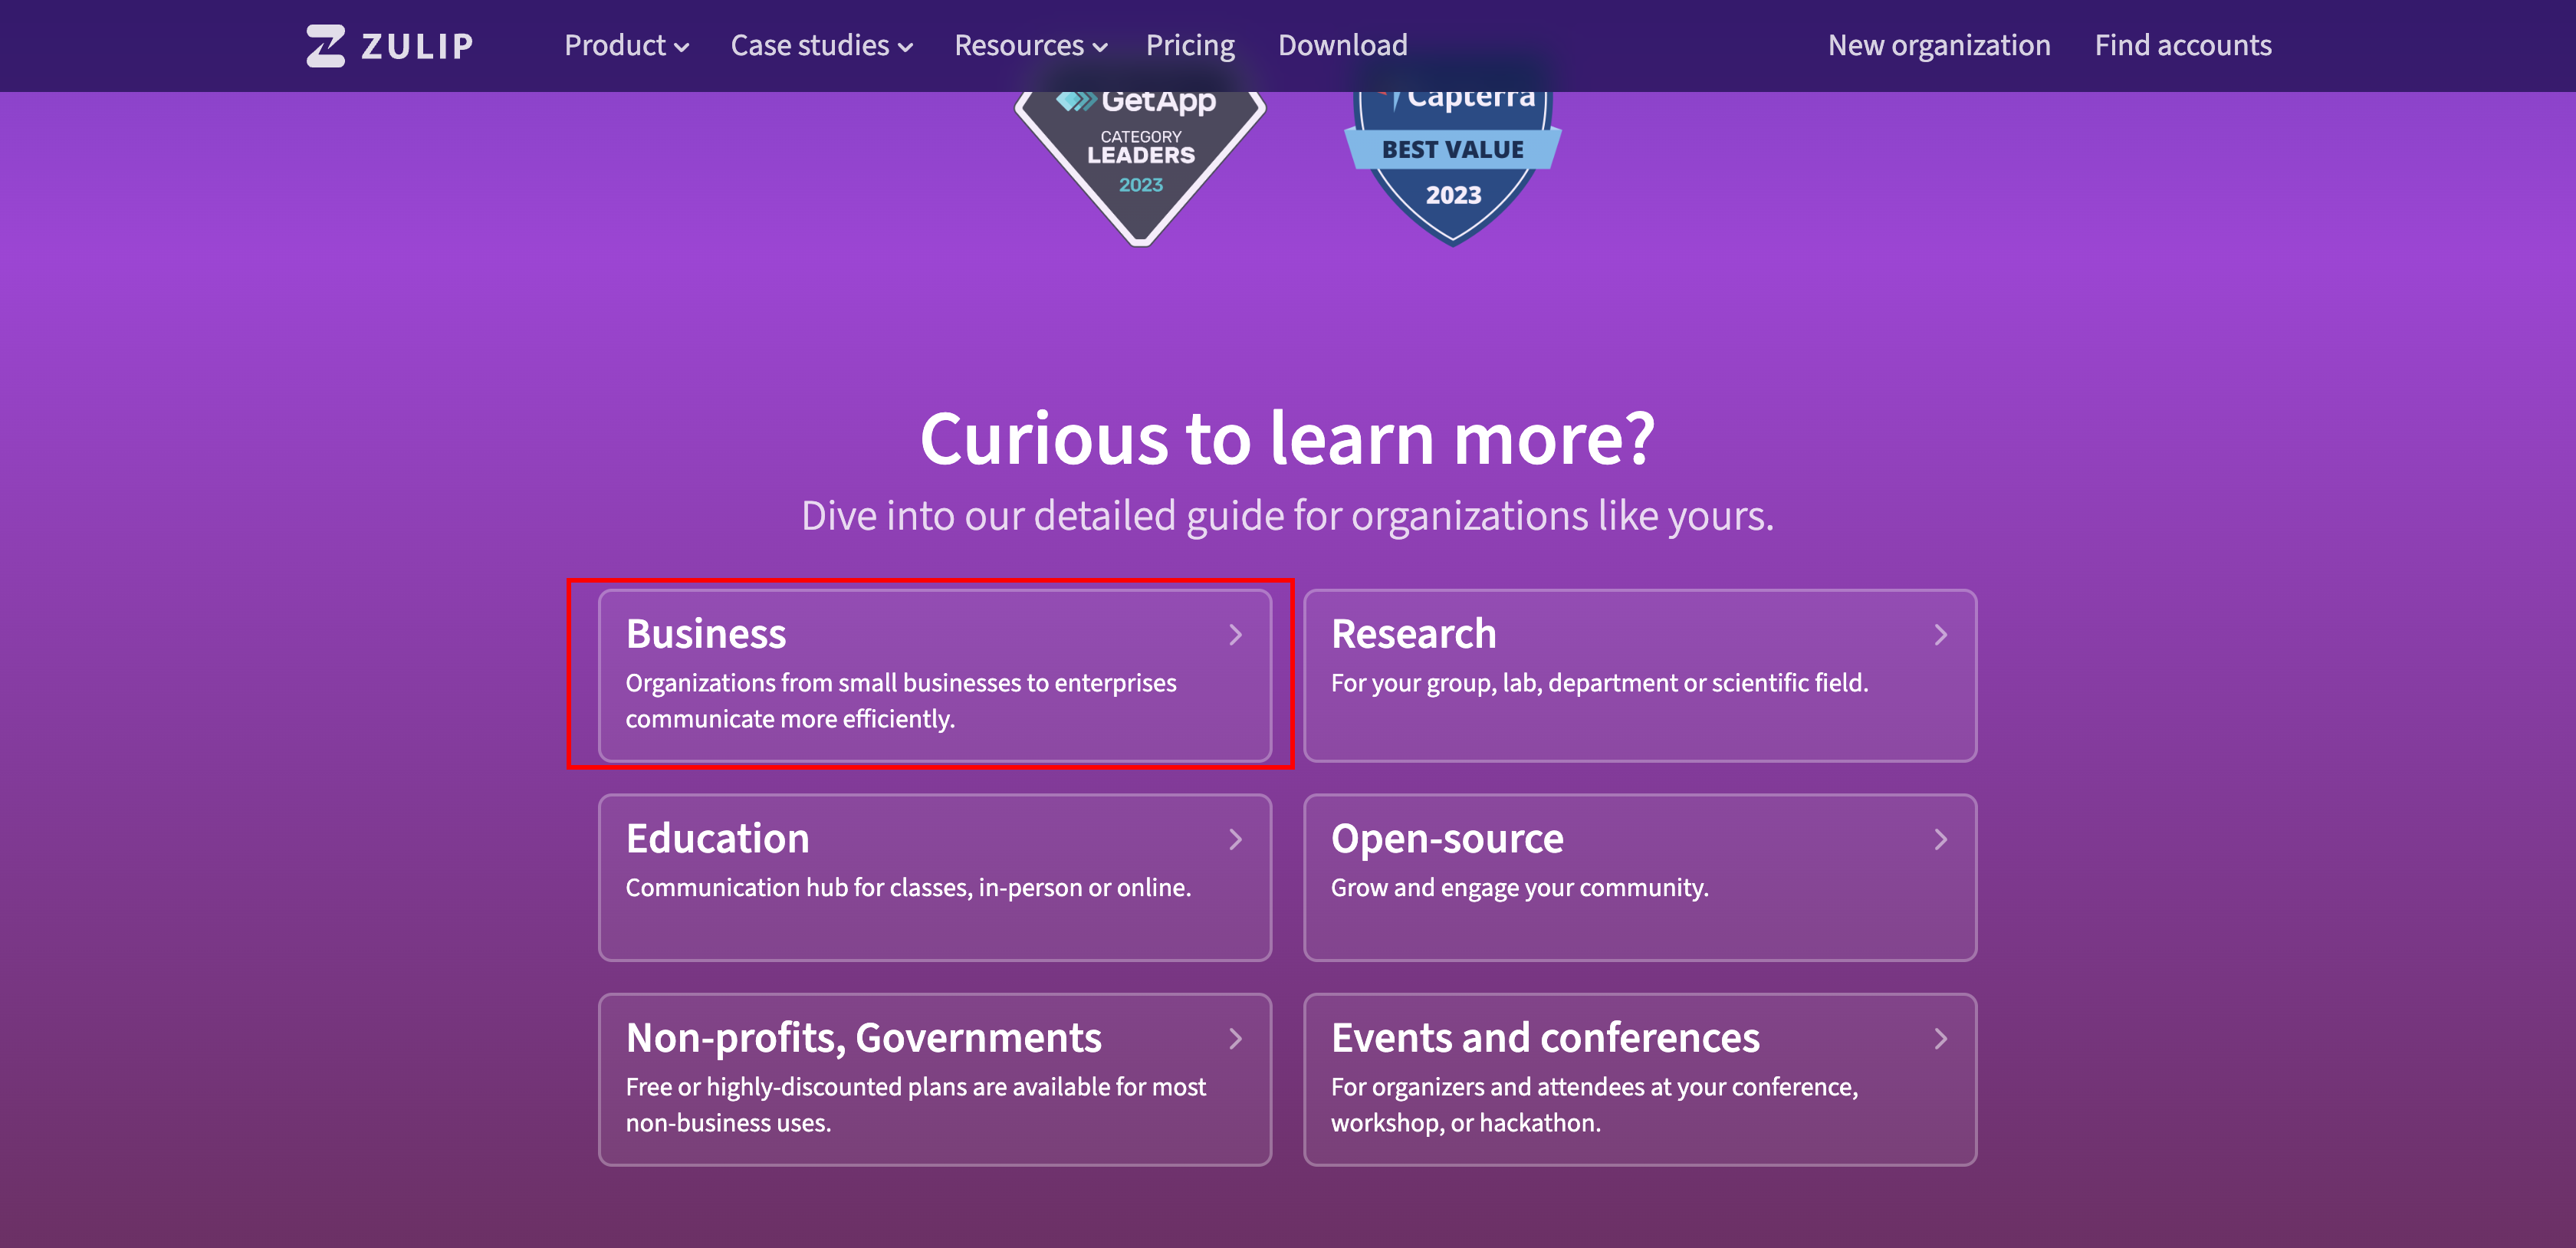 ZULIP
Product
Case studies
Resources
Pricing
Download
New organization
Find accounts
GetApp
CATEGORY
LEADERS
2023
Capterra
BEST VALUE
2023
Curious to learn more?
Dive into our detailed guide for organizations like yours.
Business
Organizations from small businesses to enterprises
communicate more efficiently.
Research
For your group, lab, department or scientific field.
Education
Communication hub for classes, in-person or online.
Open-source
Grow and engage your community.
Non-profits, Governments
Free or highly-discounted plans are available for most
non-business uses.
Events and conferences
For organizers and attendees at your conference,
workshop, or hackathon.